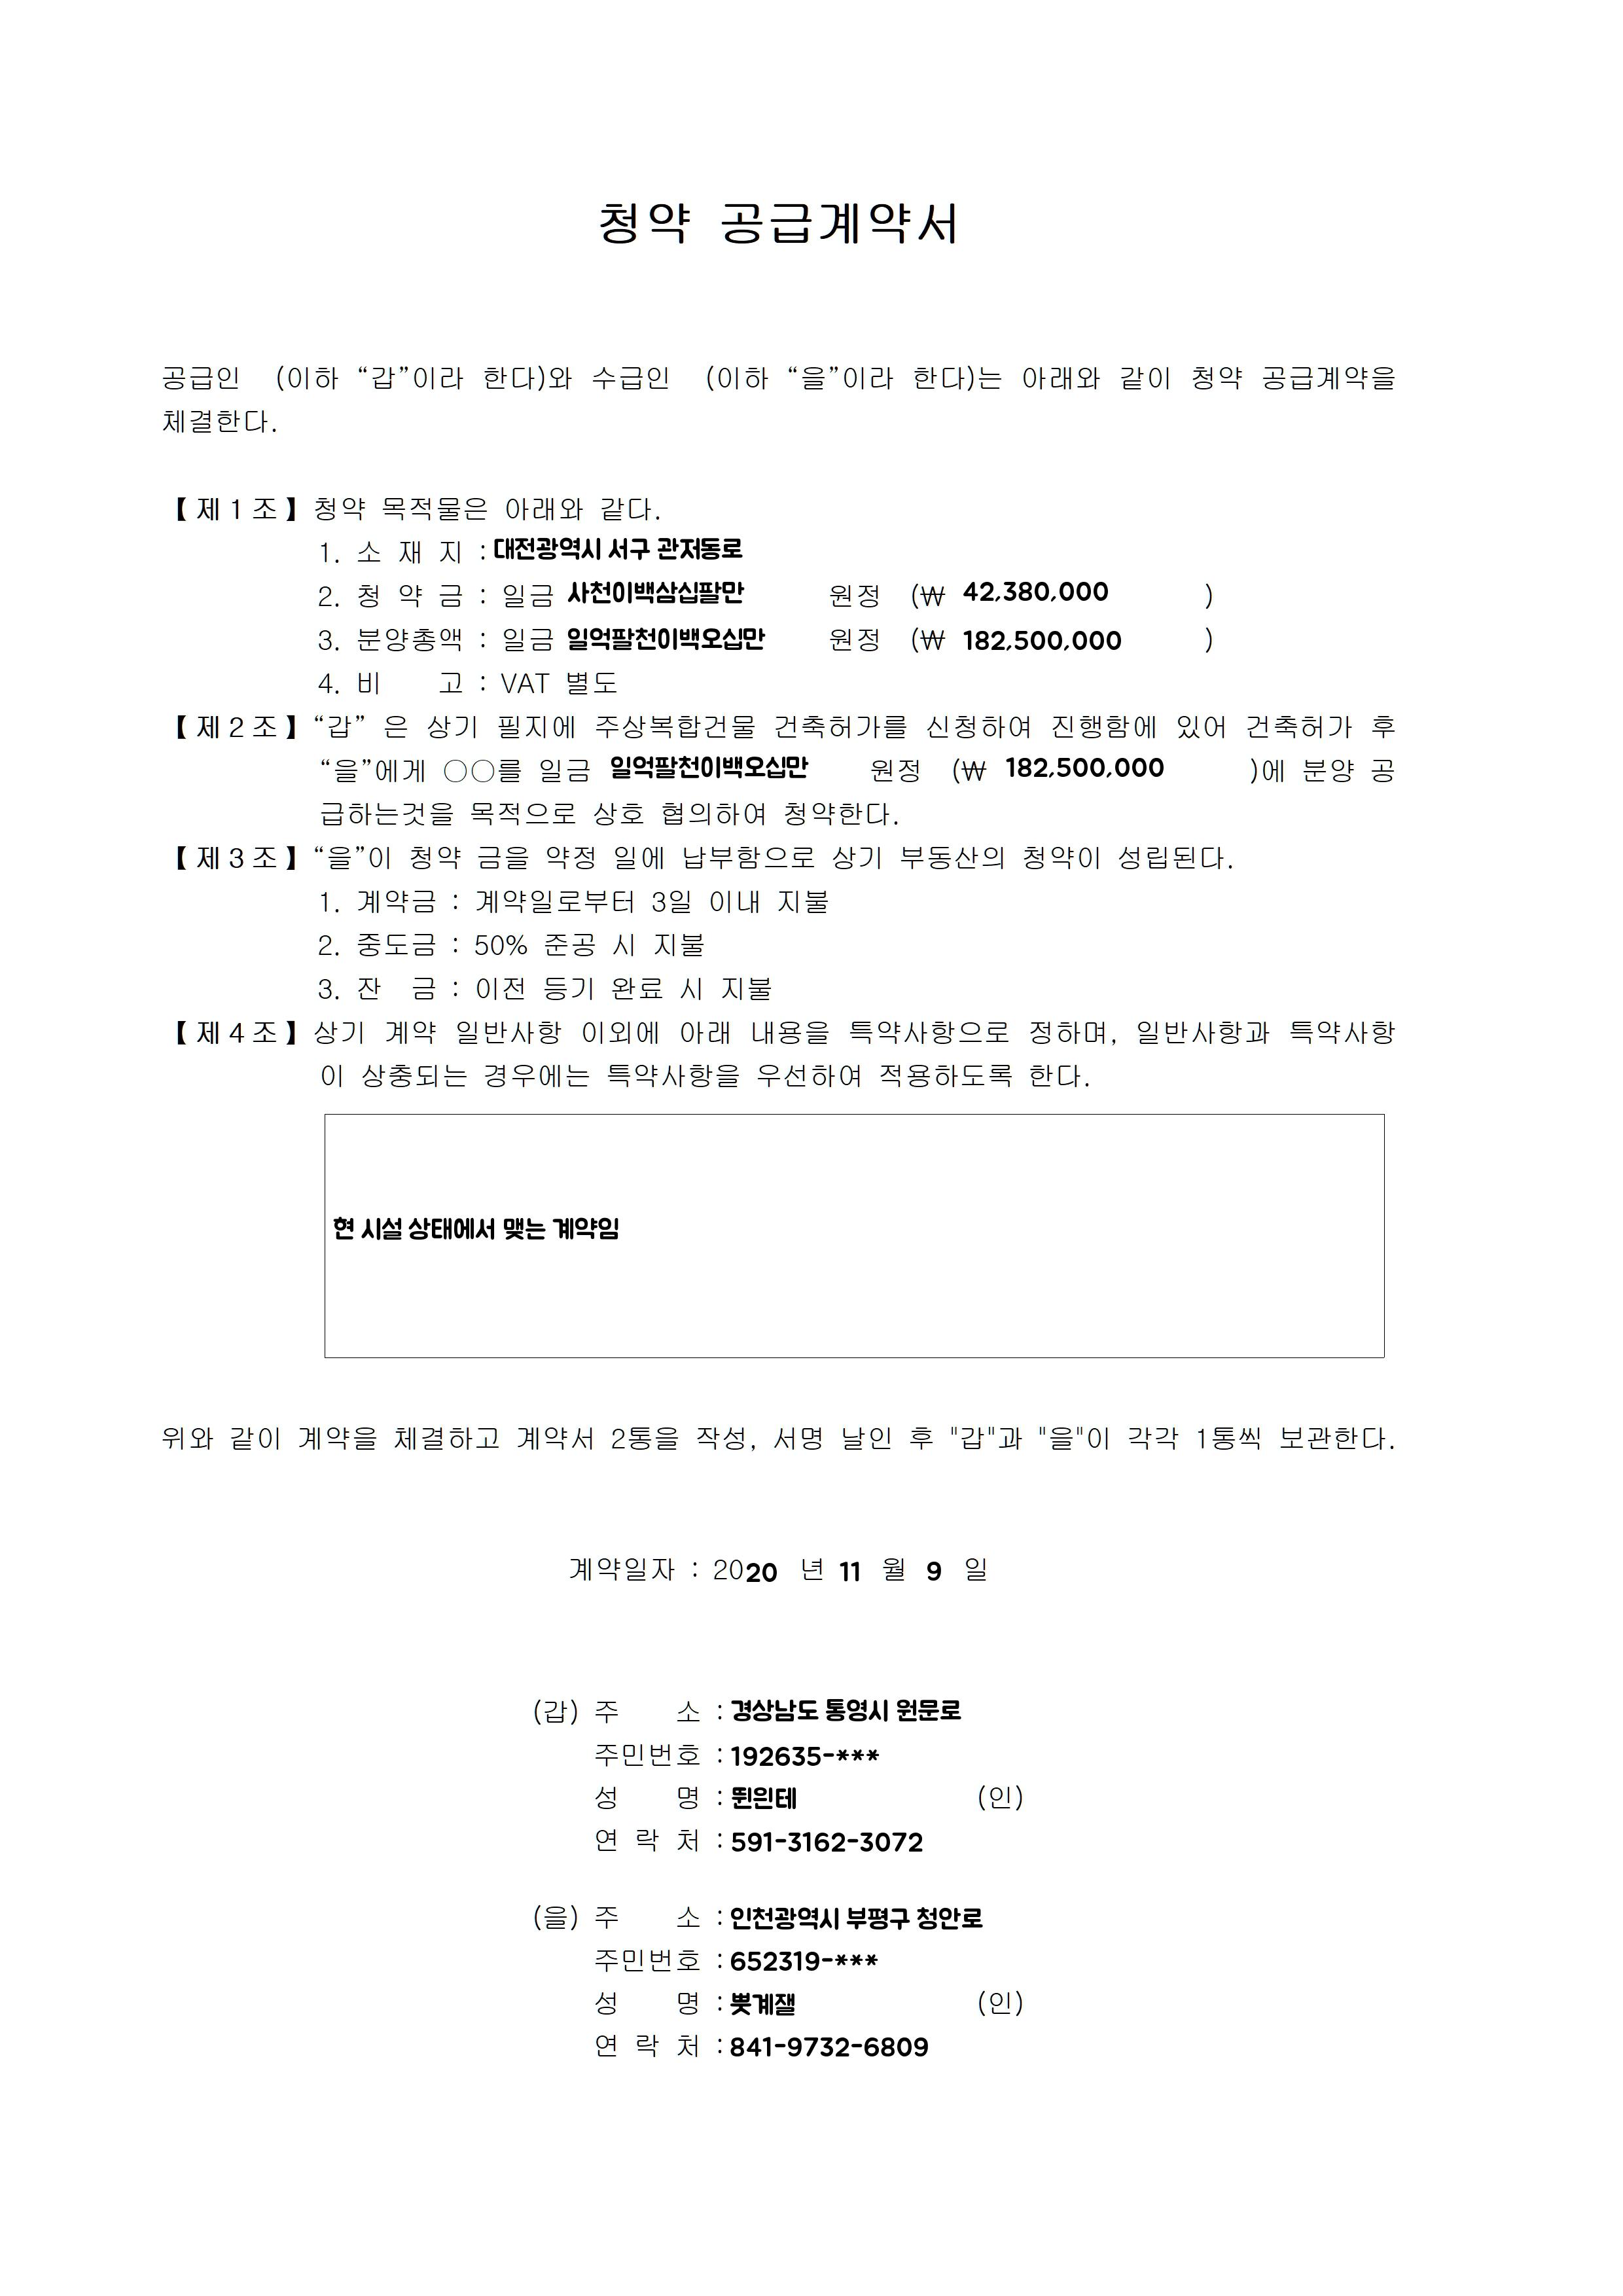 청약 공급계약서
공급인 (이하 “갑”이라 한다)와 수급인 (이하 “을”이라 한다)는 아래와 같이 청약 공급계약을
체결한다.
【제1조】청약 목적물은 아래와 같다.
1. 소 재 지 : 대전광역시 서구 관저동로
2. 청 약 금 : 일금 사천이백삼십팔만 원정 (₩ 42,380,000 )
3. 분양총액 : 일금 일억팔천이백오십만 원정 (₩ 182,500,000 )
4. 비 고 : VAT 별도
【제2조】“갑” 은 상기 필지에 주상복합건물 건축허가를 신청하여 진행함에 있어 건축허가 후
“을”에게 ○○를 일금 일억팔천이백오십만 원정 (₩ 182,500,000 )에 분양 공
급하는것을 목적으로 상호 협의하여 청약한다.
【제3조】“을”이 청약 금을 약정 일에 납부함으로 상기 부동산의 청약이 성립된다.
1. 계약금 : 계약일로부터 3일 이내 지불
2. 중도금 : 50% 준공 시 지불
3. 잔 금 : 이전 등기 완료 시 지불
【제4조】상기 계약 일반사항 이외에 아래 내용을 특약사항으로 정하며, 일반사항과 특약사항
이 상충되는 경우에는 특약사항을 우선하여 적용하도록 한다.
현 시설 상태에서 맺는 계약임
위와 같이 계약을 체결하고 계약서 2통을 작성, 서명 날인 후 "갑"과 "을"이 각각 1통씩 보관한다.
계약일자 : 2020 년 11 월 9 일
(갑) 주 소 : 경상남도 통영시 원문로
주민번호 : 192635-***
성 명 : 뮌읜테 (인)
연 락 처 : 591-3162-3072
(을) 주 소 : 인천광역시 부평구 청안로
주민번호 : 652319-***
성 명 : 뽓계잴 (인)
연 락 처 : 841-9732-6809